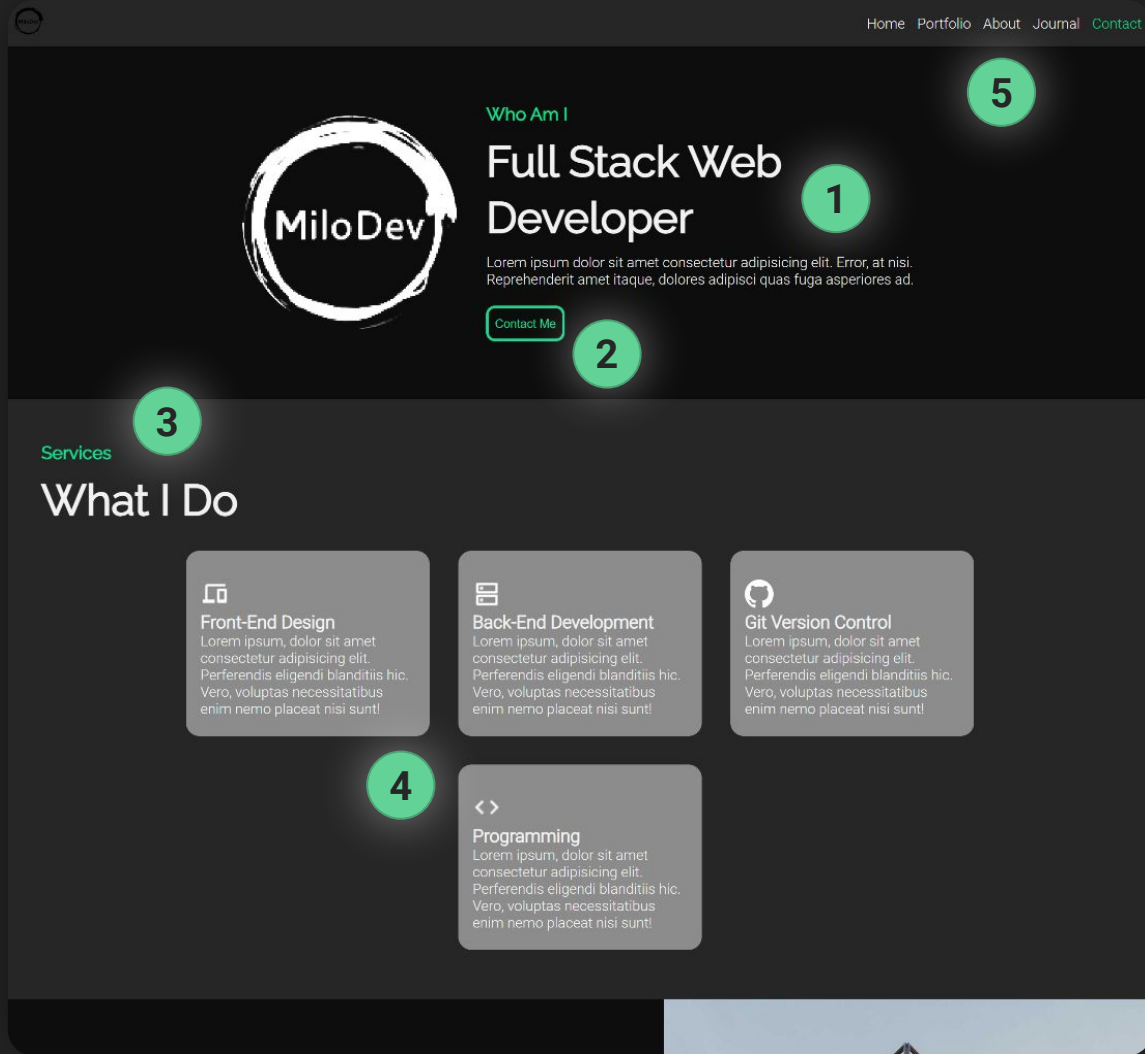 MiloDev
Home Portfolio About Journal Contact
5
Who Am I
Full Stack Web
Developer
1
MiloDev
Lorem ipsum dolor sit amet consectetur adipisicing elit. Error, at nisi.
Reprehenderit amet itaque, dolores adipisci quas fuga asperiores ad.
Contact Me
2
3
Services
What I Do
Front-End Design
Lorem ipsum, dolor sit amet
consectetur adipisicing elit.
Perferendis eligendi blanditiis hic.
Vero, voluptas necessitatibus
enim nemo placeat nisi sunt!
Back-End Development
Lorem ipsum, dolor sit amet
consectetur adipisicing elit.
Perferendis eligendi blanditiis hic.
Vero, voluptas necessitatibus
enim nemo placeat nisi sunt!
Git Version Control
Lorem ipsum, dolor sit amet
consectetur adipisicing elit.
Perferendis eligendi blanditiis hic.
Vero, voluptas necessitatibus
enim nemo placeat nisi sunt!
4
Programming
Lorem ipsum, dolor sit amet
consectetur adipisicing elit.
Perferendis eligendi blanditiis hic.
Vero, voluptas necessitatibus
enim nemo placeat nisi sunt!